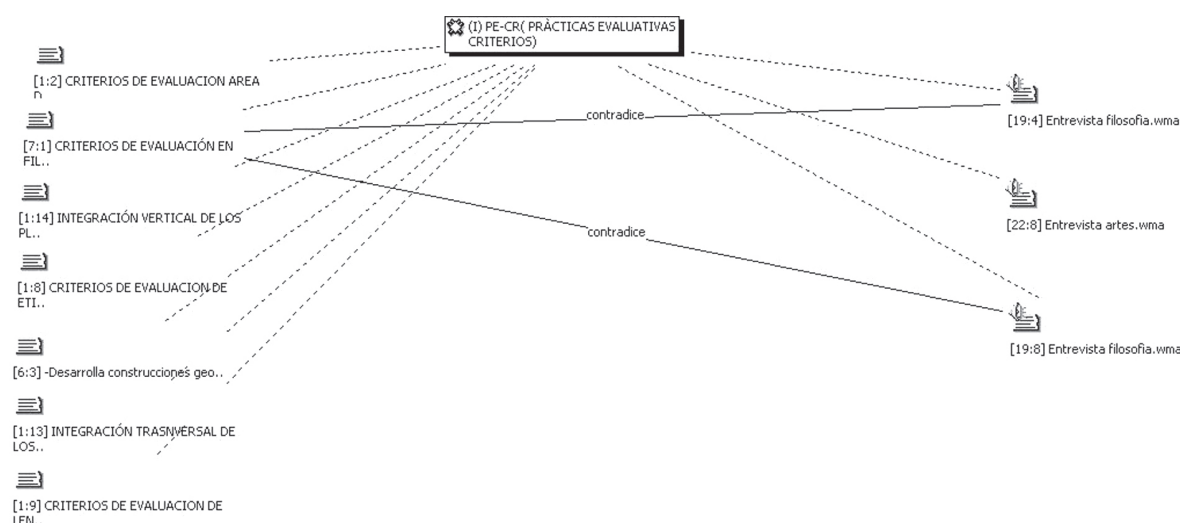 (I) PE-CR( PRÀCTICAS EVALUATIVAS
CRITERIOS)
[1:2] CRITERIOS DE EVALUACION AREA
[7:1] CRITERIOS DE EVALUACIÓN EN
FIL..
[1:14] INTEGRACIÓN VERTICAL DE LOS
PL..
[1:8] CRITERIOS DE EVALUACION DE
ETI..
[6:3] -Desarrolla construcciones geo..
[1:13] INTEGRACIÓN TRASNVERSAL DE
LOS..
[1:9] CRITERIOS DE EVALUACION DE
LEN..
contradice
contradice
[19:4] Entrevista filosofia.wma
[22:8] Entrevista artes.wma
[19:8] Entrevista filosofia.wma